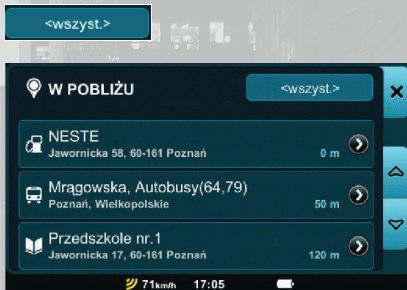 <wszyst.>
W POBLIŻU
<wszyst.>
NESTE
Jawornicka 58, 60-161 Poznań
0 m
Mrągowska, Autobusy(64,79)
Poznań, Wielkopolskie
50 m
Przedszkole nr.1
Jawornicka 17, 60-161 Poznań
120 m
71km/h 17:05